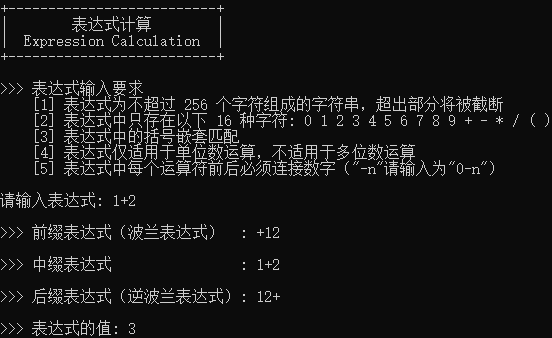 +--------------------------+
|        表达式计算        |
|  Expression Calculation  |
+--------------------------+
>>> 表达式输入要求
[1] 表达式为不超过 256 个字符组成的字符串, 超出部分将被截断
[2] 表达式中只存在以下 16 种字符: 0 1 2 3 4 5 6 7 8 9 + - * / ( )
[3] 表达式中的括号嵌套匹配
[4] 表达式仅适用于单位数运算, 不适用于多位数运算
[5] 表达式中每个运算符前后必须连接数字 ("-n"请输入为"0-n")
请输入表达式: 1+2
>>> 前缀表达式 (波兰表达式)   : +12
>>> 中缀表达式                : 1+2
>>> 后缀表达式 (逆波兰表达式) : 12+
>>> 表达式的值: 3